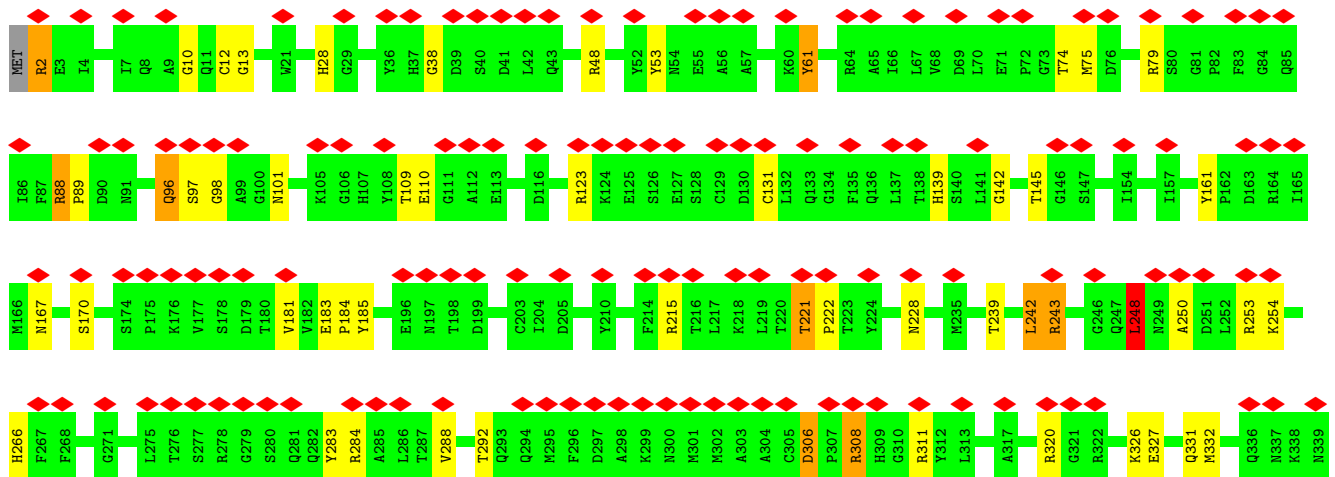 MET R2 E3 I4 I7 Q8 A9 G10 Q11 C12 G13 W21 H28 G29 Y36 H37 G38 D39 S40 D41 L42 Q43 R48 Y52 Y53 N54 E55 A56 A57 K60 Y61 R64 A65 I66 L67 V68 D69 L70 E71 P72 G73 T74 M75 D76 R79 S80 G81 P82 F83 G84 Q85
I86 F87 R88 P89 D90 N91 Q96 S97 G98 A99 G100 N101 K105 G106 H107 Y108 T109 E110 G111 A112 E113 D116 R123 K124 E125 S126 E127 S128 C129 D130 C131 L132 Q133 G134 F135 Q136 L137 T138 H139 S140 L141 G142 T145 G146 S147 I154 I157 Y161 P162 D163 R164 I165
M166 N167 S170 S174 P175 K176 V177 S178 D179 T180 V181 V182 E183 P184 Y185 E196 N197 T198 D199 C203 I204 D205 Y210 F214 R215 T216 L217 K218 L219 T220 T221 P222 T223 Y224 N228 M235 T239 L242 R243 G246 Q247 L248 N249 A250 D251 L252 R253 K254
H266 F267 F268 G271 L275 T276 S277 R278 G279 S280 Q281 Q282 Y283 R284 A285 L286 T287 V288 T292 Q293 Q294 M295 F296 D297 A298 K299 N300 M301 M302 A303 A304 C305 D306 P307 R308 H309 G310 R311 Y312 L313 A317 R320 G321 R322 K326 E327 Q331 M332 Q336 N337 K338 N339